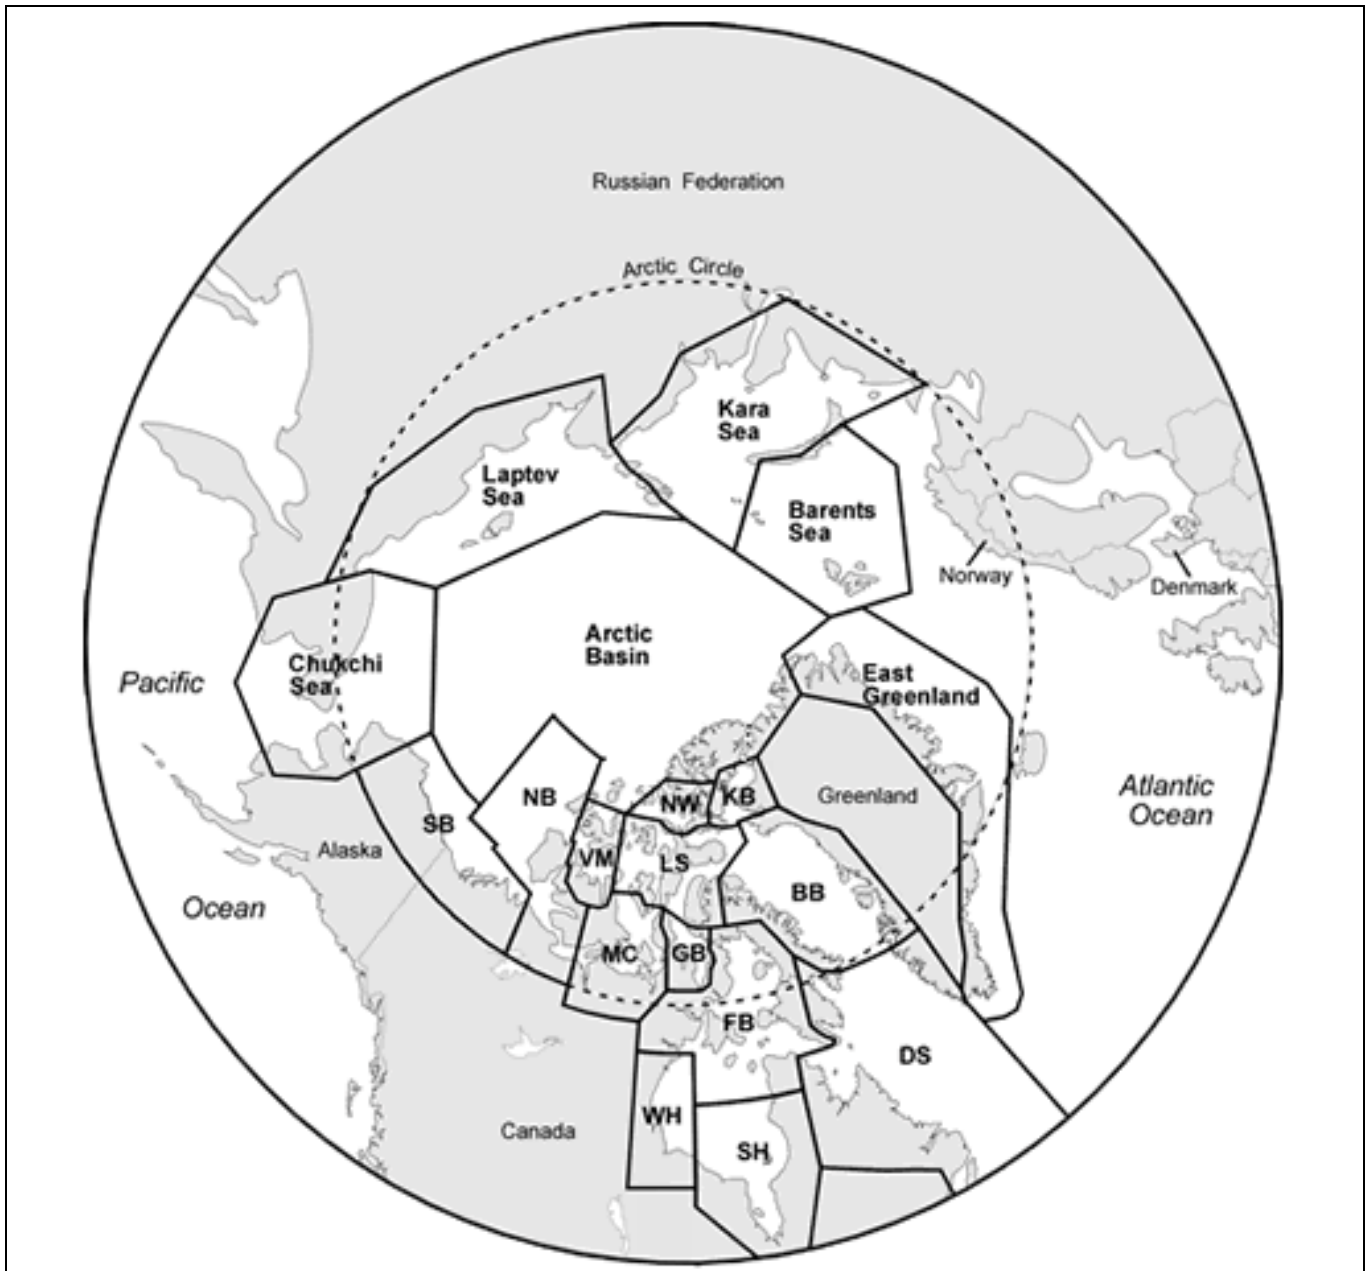 Russian Federation
Arctic Circle
Kara
Sea
Laptev
Sea
Barents
Sea
Norway
Denmark
Arctic
Basin
Chukchi
Sea
Pacific
East
Greenland
NB
NW
KB
Greenland
Atlantic
Ocean
SB
Alaska
VM
LS
BB
Ocean
MC
GB
FB
DS
WH
Canada
SH